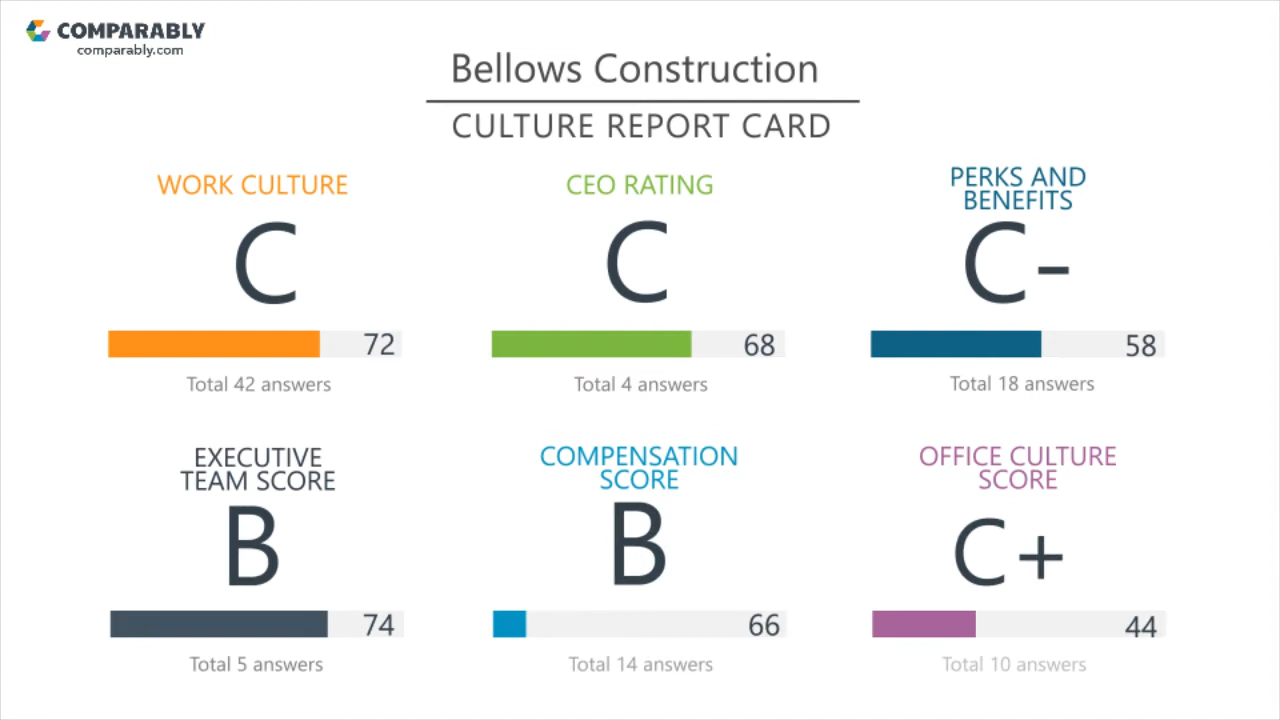 COMPARABLY
comparably.com
Bellows Construction
CULTURE REPORT CARD
WORK CULTURE
C
72
Total 42 answers
CEO RATING
C
68
Total 4 answers
PERKS AND
BENEFITS
C-
58
Total 18 answers
EXECUTIVE
TEAM SCORE
B
74
Total 5 answers
COMPENSATION
SCORE
B
66
Total 14 answers
OFFICE CULTURE
SCORE
C+
44
Total 10 answers